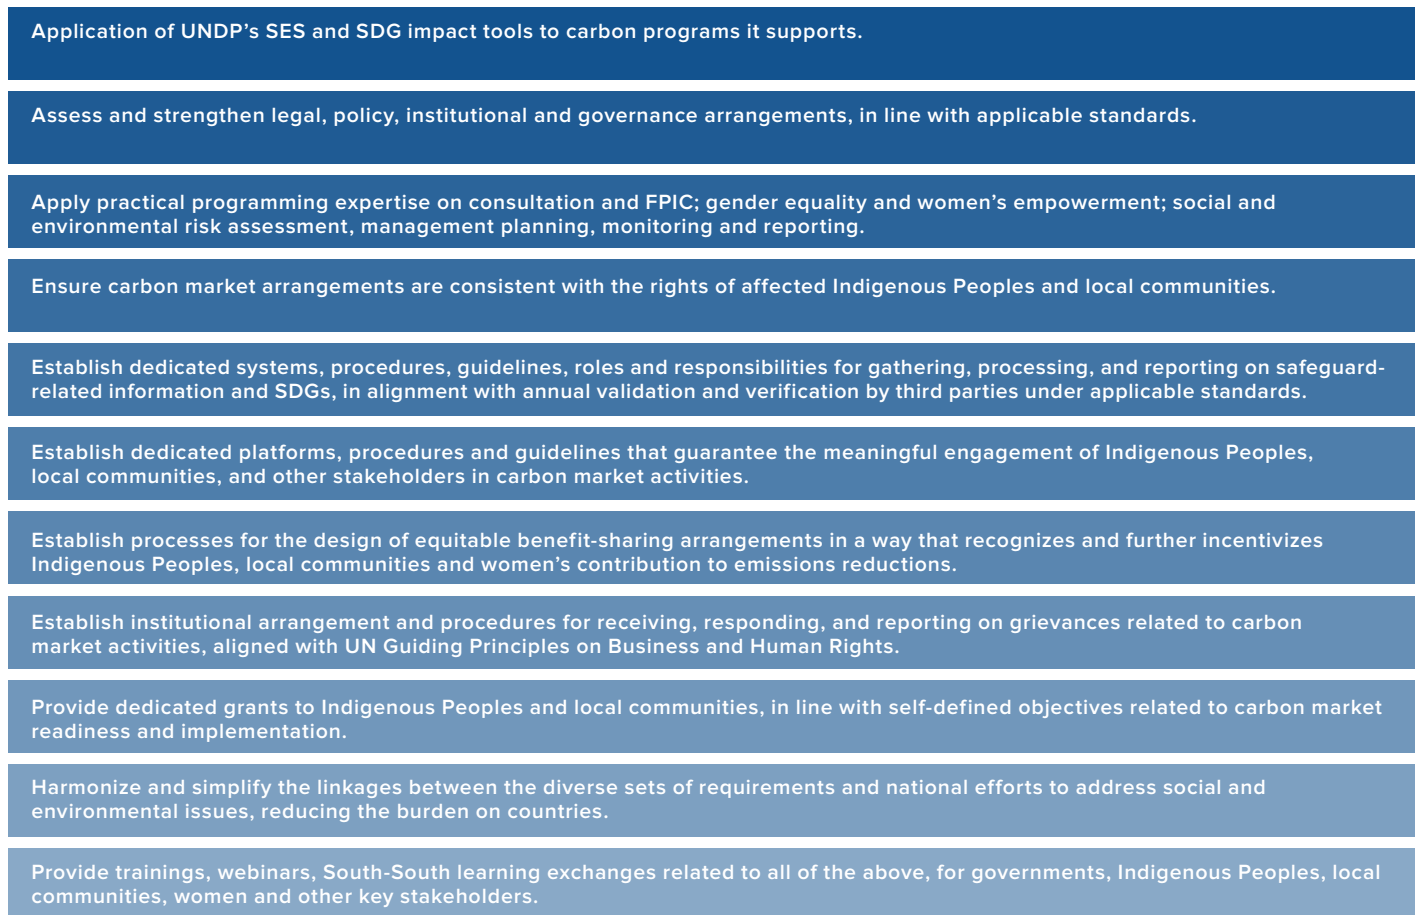 Application of UNDP’s SES and SDG impact tools to carbon programs it supports.
Assess and strengthen legal, policy, institutional and governance arrangements, in line with applicable standards.
Apply practical programming expertise on consultation and FPIC; gender equality and women’s empowerment; social and
environmental risk assessment, management planning, monitoring and reporting.
Ensure carbon market arrangements are consistent with the rights of affected Indigenous Peoples and local communities.
Establish dedicated systems, procedures, guidelines, roles and responsibilities for gathering, processing, and reporting on safeguard-
related information and SDGs, in alignment with annual validation and verification by third parties under applicable standards.
Establish dedicated platforms, procedures and guidelines that guarantee the meaningful engagement of Indigenous Peoples,
local communities, and other stakeholders in carbon market activities.
Establish processes for the design of equitable benefit-sharing arrangements in a way that recognizes and further incentivizes
Indigenous Peoples, local communities and women’s contribution to emissions reductions.
Establish institutional arrangement and procedures for receiving, responding, and reporting on grievances related to carbon
market activities, aligned with UN Guiding Principles on Business and Human Rights.
Provide dedicated grants to Indigenous Peoples and local communities, in line with self-defined objectives related to carbon market
readiness and implementation.
Harmonize and simplify the linkages between the diverse sets of requirements and national efforts to address social and
environmental issues, reducing the burden on countries.
Provide trainings, webinars, South-South learning exchanges related to all of the above, for governments, Indigenous Peoples, local
communities, women and other key stakeholders.